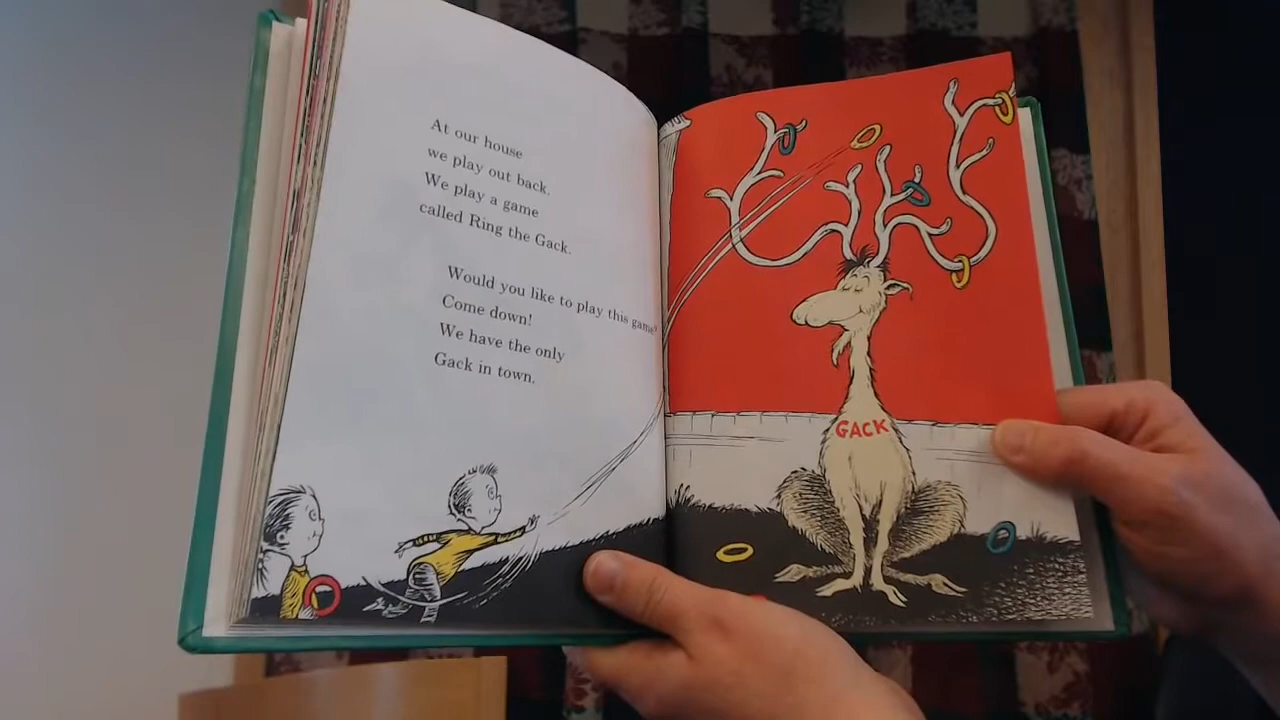 At our house
we play out back.
We play a game
called Ring the Gack.
Would you like to play this game?
Come down!
We have the only
Gack in town.
GACK